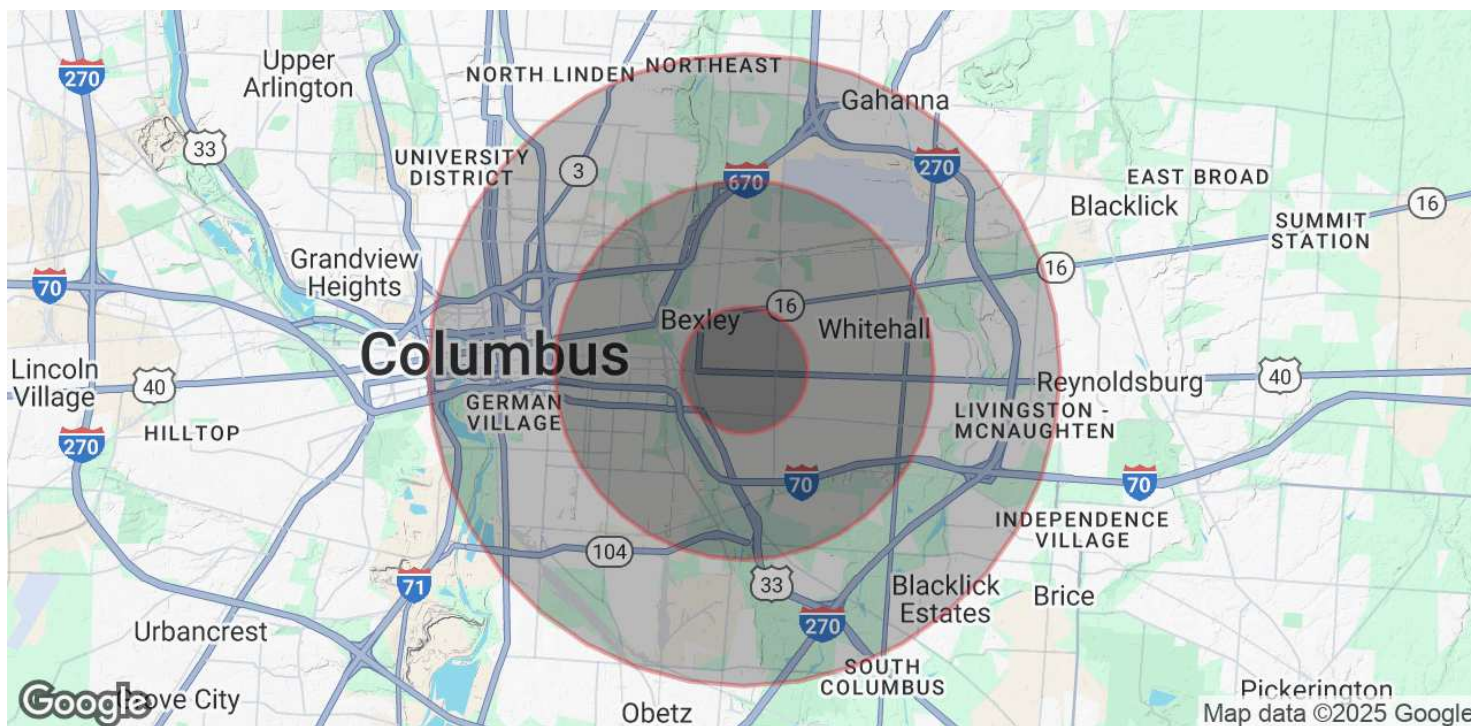 270
Upper
Arlington
NORTH LINDEN
NORTHEAST
Gahanna
33
UNIVERSITY
DISTRICT
3
670
270
EAST BROAD
Blacklick
16
SUMMIT
STATION
Grandview
Heights
70
16
16
Bexley
Whitehall
Columbus
Lincoln
Village
40
Reynoldsburg
40
GERMAN
VILLAGE
LIVINGSTON -
MCNAUGHTEN
HILLTOP
270
70
70
INDEPENDENCE
VILLAGE
104
71
33
Blacklick
Estates
Brice
270
Urbancrest
SOUTH
COLUMBUS
Google
Grove City
Obetz
Pickerington
Map data ©2025 Google